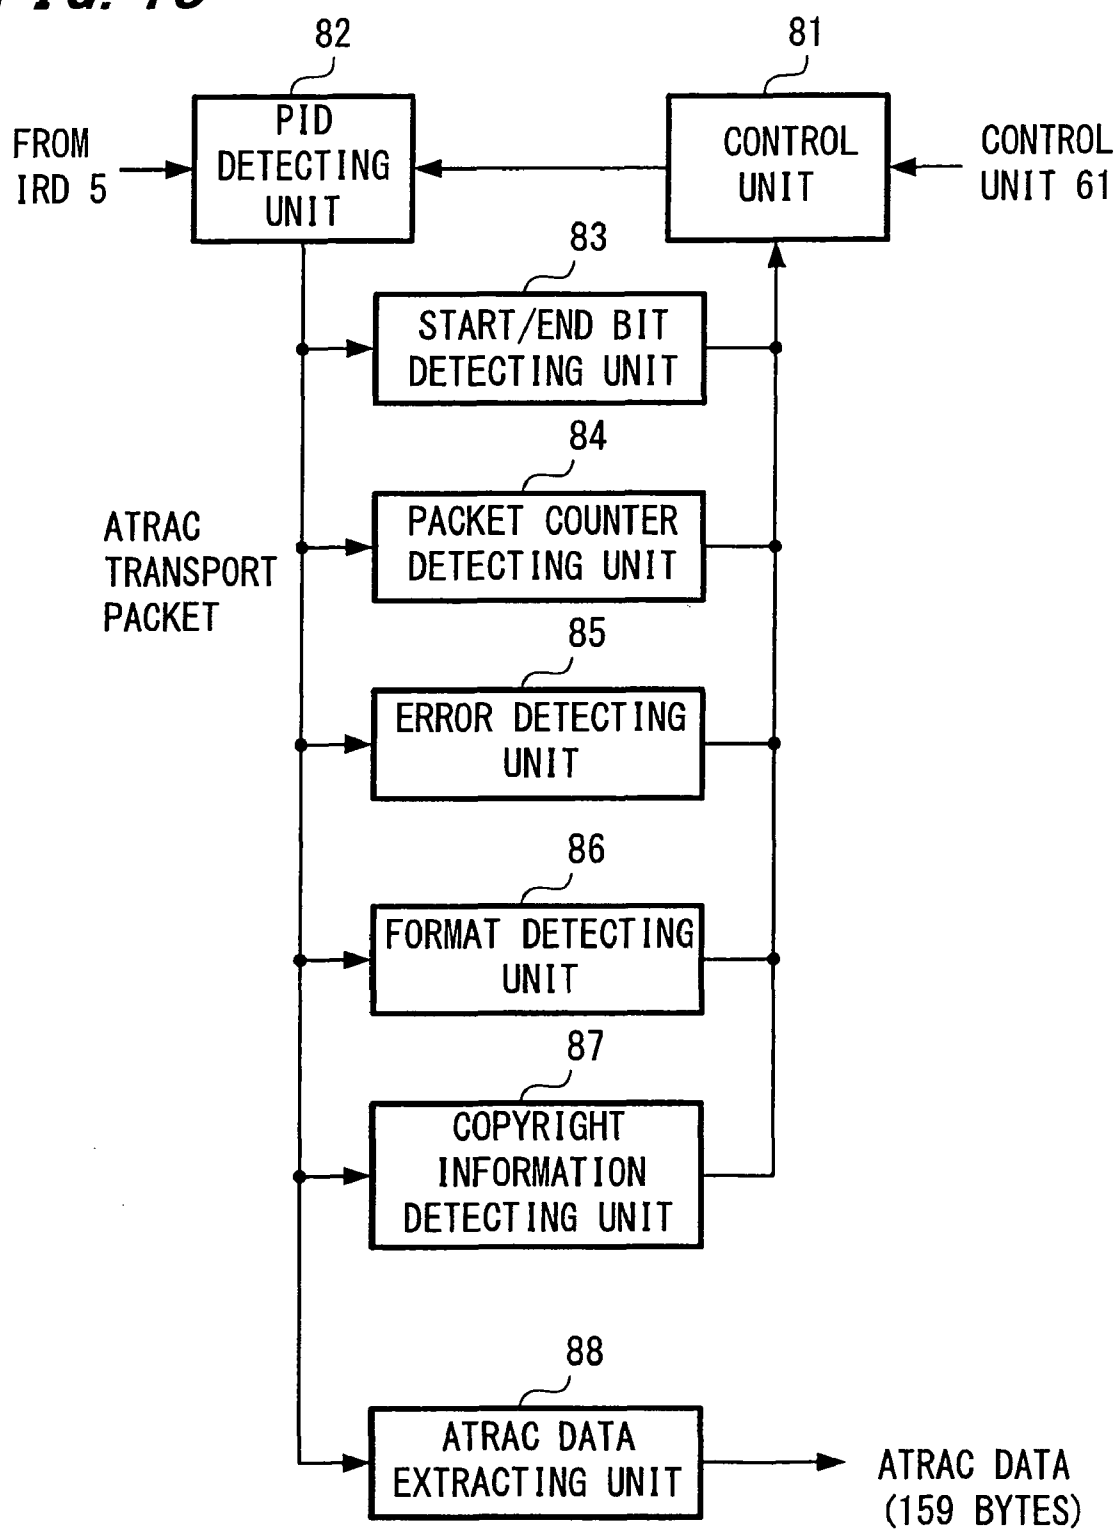 82
81
PID
DETECTING
UNIT
CONTROL
UNIT
FROM
IRD 5
CONTROL
UNIT 61
83
START/END BIT
DETECTING UNIT
84
PACKET COUNTER
DETECTING UNIT
ATRAC
TRANSPORT
PACKET
85
ERROR DETECTING
UNIT
86
FORMAT DETECTING
UNIT
87
COPYRIGHT
INFORMATION
DETECTING UNIT
88
ATRAC DATA
EXTRACTING UNIT
ATRAC DATA
(159 BYTES)